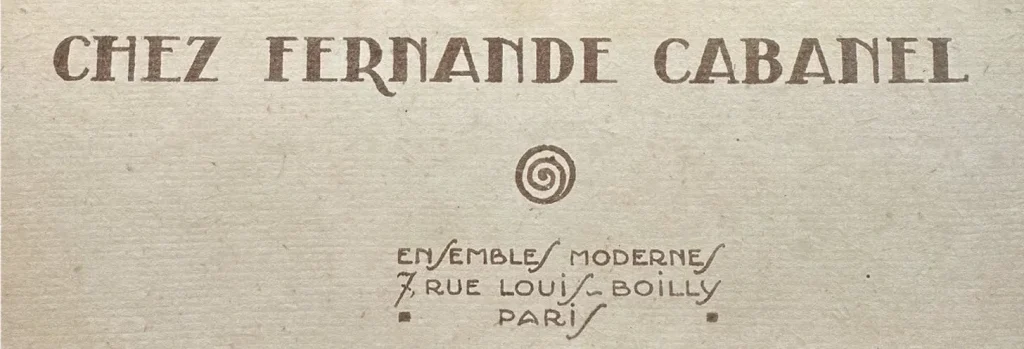 CHEZ FERNANDE CABANEL
ENSEMBLES MODERNES
7, RUE LOUIS-BOILLY
PARIS